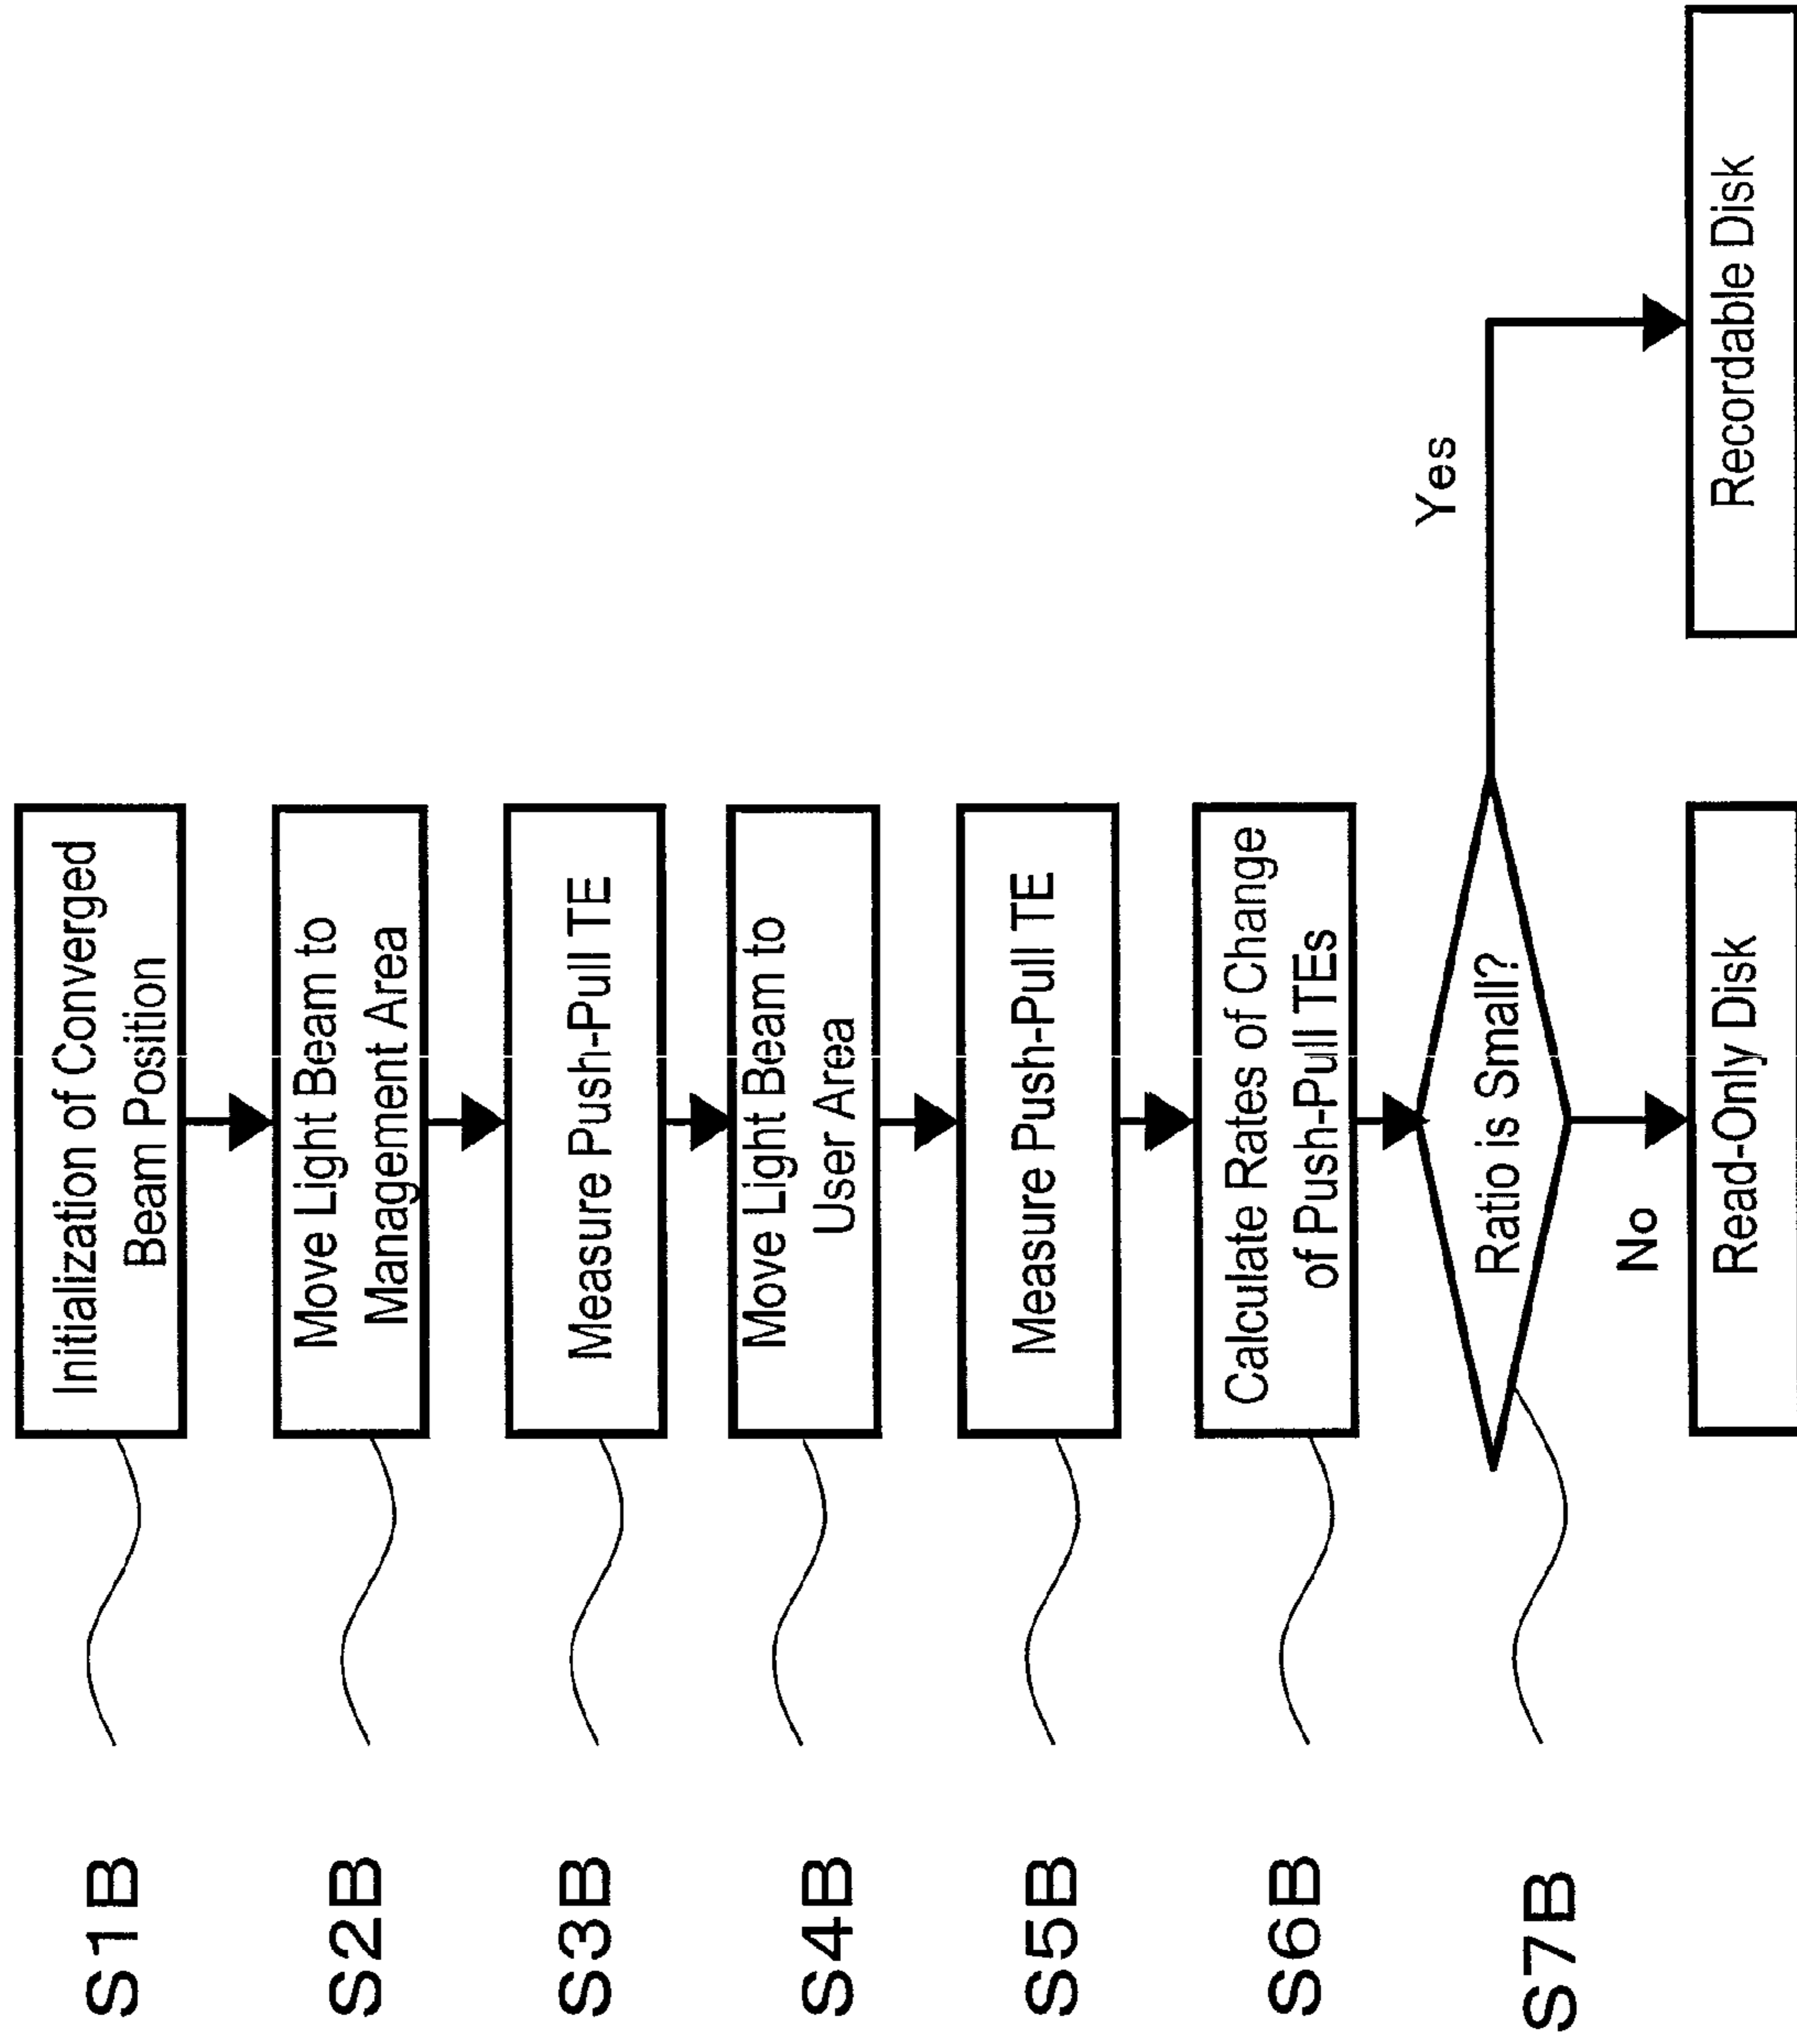 S1B
Initialization of Converged
Beam Position
S2B
Move Light Beam to
Management Area
S3B
Measure Push-Pull TE
S4B
Move Light Beam to
User Area
S5B
Measure Push-Pull TE
S6B
Calculate Rates of Change
of Push-Pull TEs
S7B
Ratio is Small?
Yes
No
Read-Only Disk
Recordable Disk